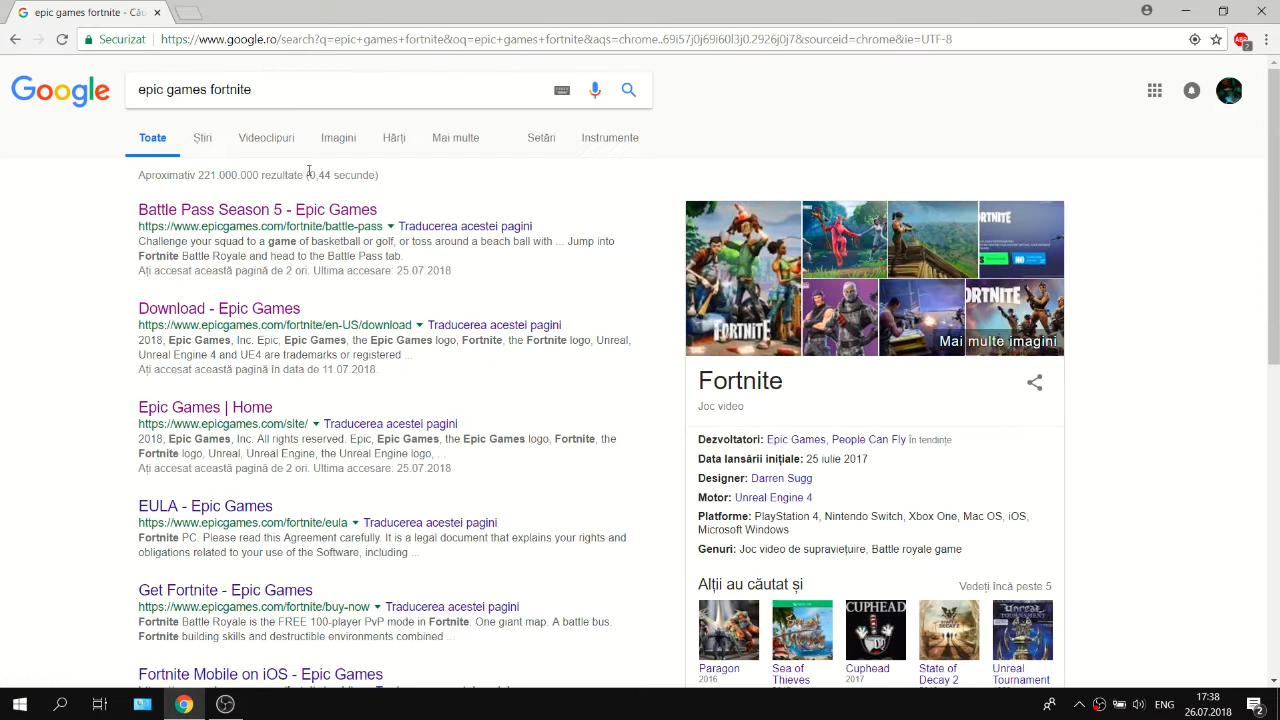 epic games fortnite - Cău
Securizat
https://www.google.ro/search?q=epic+games+fortnite&oq=epic+games+fortnite&aqs=chrome..69i57j0j69i60l3j0.2926j0j7&sourceid=chrome&ie=UTF-8
ABP
2
Google
epic games fortnite
Toate Știri Videoclipuri Imagini Hărți Mai multe Setări Instrumente
Aproximativ 221.000.000 rezultate (0,44 secunde)
Battle Pass Season 5 - Epic Games
https://www.epicgames.com/fortnite/battle-pass Traducerea acestei pagini
Challenge your squad to a game of basketball or golf, or toss around a beach ball with ... Jump into
Fortnite Battle Royale and head to the Battle Pass tab.
Ați accesat această pagină de 2 ori. Ultima accesare: 25.07.2018
Download - Epic Games
https://www.epicgames.com/fortnite/en-US/download Traducerea acestei pagini
2018, Epic Games, Inc. Epic, Epic Games, the Epic Games logo, Fortnite, the Fortnite logo, Unreal,
Unreal Engine 4 and UE4 are trademarks or registered ...
Ați accesat această pagină în data de 11.07.2018.
Epic Games | Home
https://www.epicgames.com/site/ Traducerea acestei pagini
2018, Epic Games, Inc. All rights reserved. Epic, Epic Games, the Epic Games logo, Fortnite, the
Fortnite logo, Unreal, Unreal Engine, the Unreal Engine logo, ...
Ați accesat această pagină de 2 ori. Ultima accesare: 25.07.2018
EULA - Epic Games
https://www.epicgames.com/fortnite/eula Traducerea acestei pagini
Fortnite PC. Please read this Agreement carefully. It is a legal document that explains your rights and
obligations related to your use of the Software, including ...
Get Fortnite - Epic Games
https://www.epicgames.com/fortnite/buy-now Traducerea acestei pagini
Fortnite Battle Royale is the FREE 100-player PvP mode in Fortnite. One giant map. A battle bus.
Fortnite building skills and destructible environments combined ...
Fortnite Mobile on iOS - Epic Games
FORTNITE
RTNITE
FORTNITE
Mai multe imagini
Fortnite
Joc video
Dezvoltatori: Epic Games, People Can Fly În tendințe
Data lansării inițiale: 25 iulie 2017
Designer: Darren Sugg
Motor: Unreal Engine 4
Platforme: PlayStation 4, Nintendo Switch, Xbox One, Mac OS, iOS,
Microsoft Windows
Genuri: Joc video de supraviețuire, Battle royale game
Alții au căutat și Vedeți încă peste 5
CUPHEAD
Paragon
2016
Sea of
Thieves
Cuphead
2017
State of
Decay 2
Unreal
Tournament
ENG
17:38
26.07.2018
2